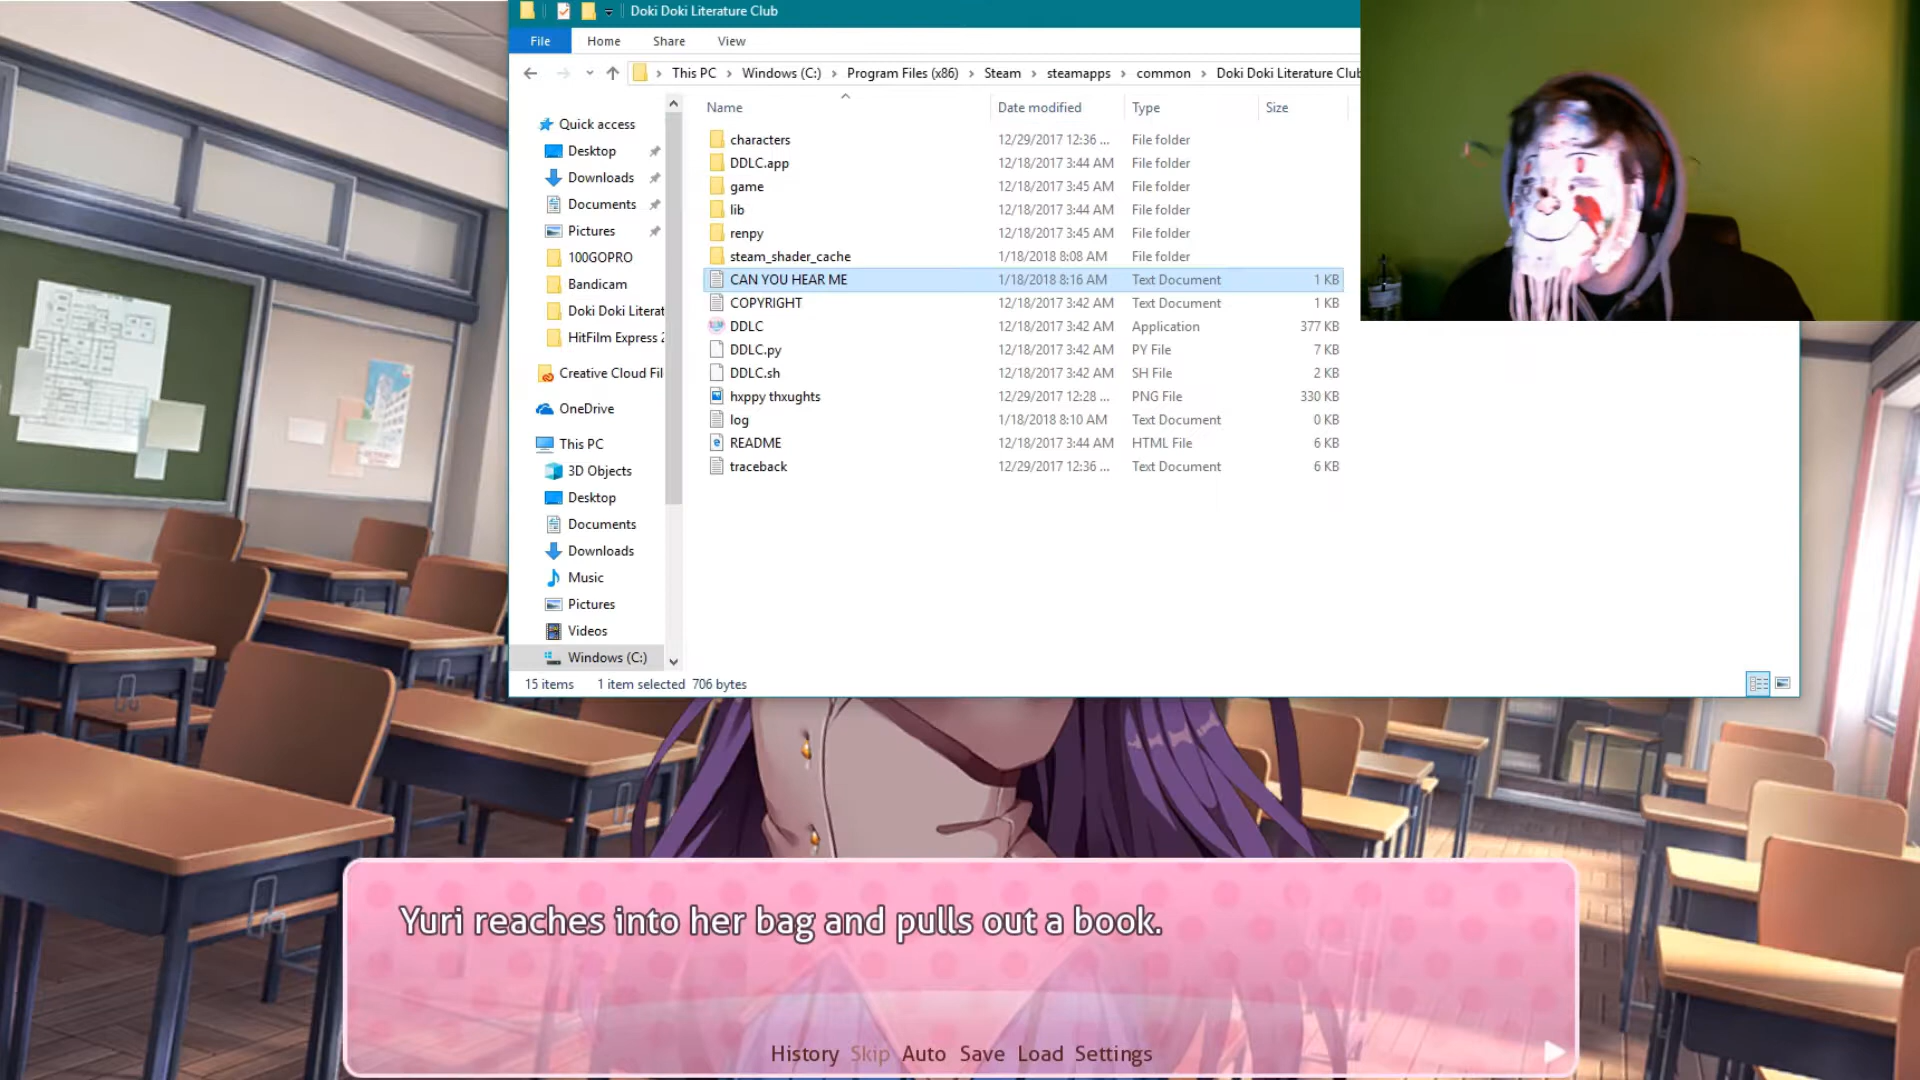 Doki Doki Literature Club
File Home Share View
This PC Windows (C:) Program Files (x86) Steam steamapps common Doki Doki Literature Club
Name Date modified Type Size
Quick access
Desktop
Downloads
Documents
Pictures
100GOPRO
Bandicam
Doki Doki Literat
HitFilm Express 2
Creative Cloud Fil
OneDrive
This PC
3D Objects
Desktop
Documents
Downloads
Music
Pictures
Videos
Windows (C:)
characters 12/29/2017 12:36 ... File folder
DDLC.app 12/18/2017 3:44 AM File folder
game 12/18/2017 3:45 AM File folder
lib 12/18/2017 3:44 AM File folder
renpy 12/18/2017 3:45 AM File folder
steam_shader_cache 1/18/2018 8:08 AM File folder
CAN YOU HEAR ME 1/18/2018 8:16 AM Text Document 1 KB
COPYRIGHT 12/18/2017 3:42 AM Text Document 1 KB
DDLC 12/18/2017 3:42 AM Application 377 KB
DDLC.py 12/18/2017 3:42 AM PY File 7 KB
DDLC.sh 12/18/2017 3:42 AM SH File 2 KB
hxppy thxughts 12/29/2017 12:28 ... PNG File 330 KB
log 1/18/2018 8:10 AM Text Document 0 KB
README 12/18/2017 3:44 AM HTML File 6 KB
traceback 12/29/2017 12:36 ... Text Document 6 KB
15 items 1 item selected 706 bytes
Yuri reaches into her bag and pulls out a book.
History Skip Auto Save Load Settings